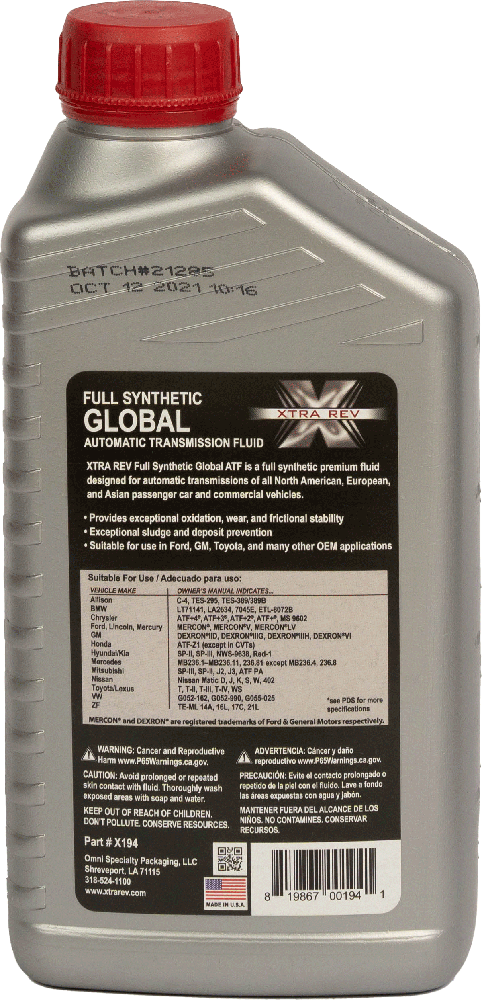 BATCH#21285
OCT 12 2021 10:16
FULL SYNTHETIC
GLOBAL
AUTOMATIC TRANSMISSION FLUID
XTRA REV
XTRA REV Full Synthetic Global ATF is a full synthetic premium fluid
designed for automatic transmissions of all North American, European,
and Asian passenger car and commercial vehicles.
• Provides exceptional oxidation, wear, and frictional stability
• Exceptional sludge and deposit prevention
• Suitable for use in Ford, GM, Toyota, and many other OEM applications
Suitable For Use / Adecuado para uso:
VEHICLE MAKE OWNER'S MANUAL INDICATES...
Allison C-4, TES-295, TES-389/389B
BMW LT71141, LA2634, 7045E, ETL-8072B
Chrysler ATF+4®, ATF+3®, ATF+2®, ATF+®, MS 9602
Ford, Lincoln, Mercury MERCON®, MERCON®V, MERCON®LV
GM DEXRON®IID, DEXRON®IIIG, DEXRON®IIIH, DEXRON®VI
Honda ATF-Z1 (except in CVTs)
Hyundai/Kia SP-II, SP-III, NWS-9638, Red-1
Mercedes MB236.1–MB236.11, 236.81 except MB236.4, 236.8
Mitsubishi SP-III, SP-II, J2, J3, ATF PA
Nissan Nissan Matic D, J, K, S, W, 402
Toyota/Lexus T, T-II, T-III, T-IV, WS
VW G052-162, G052-990, G055-025
ZF TE-ML 14A, 16L, 17C, 21L
*see PDS for more
specifications
MERCON® and DEXRON® are registered trademarks of Ford & General Motors respectively.
WARNING: Cancer and Reproductive
Harm www.P65Warnings.ca.gov.
CAUTION: Avoid prolonged or repeated
skin contact with fluid. Thoroughly wash
exposed areas with soap and water.
KEEP OUT OF REACH OF CHILDREN.
DON'T POLLUTE. CONSERVE RESOURCES.
ADVERTENCIA: Cáncer y daño
reproductivo www.P65Warnings.ca.gov.
PRECAUCIÓN: Evite el contacto prolongado o
repetido de la piel con el fluido. Lave a fondo
las áreas expuestas con agua y jabón.
MANTENER FUERA DEL ALCANCE DE LOS
NIÑOS. NO CONTAMINES. CONSERVAR
RECURSOS.
Part # X194
Omni Specialty Packaging, LLC
Shreveport, LA 71115
318-524-1100
www.xtrarev.com
MADE IN U.S.A.
8 19867 00194 1